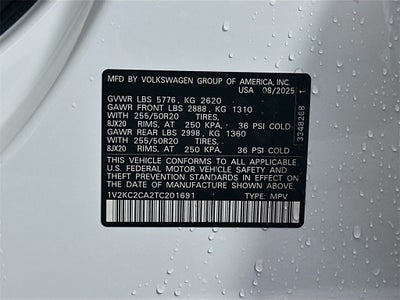 MFD BY VOLKSWAGEN GROUP OF AMERICA, INC.
USA 08/2025
GVWR LBS 5776, KG 2620
GAWR FRONT LBS 2888, KG 1310
WITH 255/50R20 TIRES,
8JX20 RIMS, AT 250 KPA, 36 PSI COLD
GAWR REAR LBS 2998, KG 1360
WITH 255/50R20 TIRES,
8JX20 RIMS, AT 250 KPA, 36 PSI COLD
THIS VEHICLE CONFORMS TO ALL APPLICABLE
U.S. FEDERAL MOTOR VEHICLE SAFETY AND
THEFT PREVENTION STANDARDS IN EFFECT ON
THE DATE OF MANUFACTURE SHOWN ABOVE.
1V2KC2CA2TC201691 TYPE: MPV
3348268 1